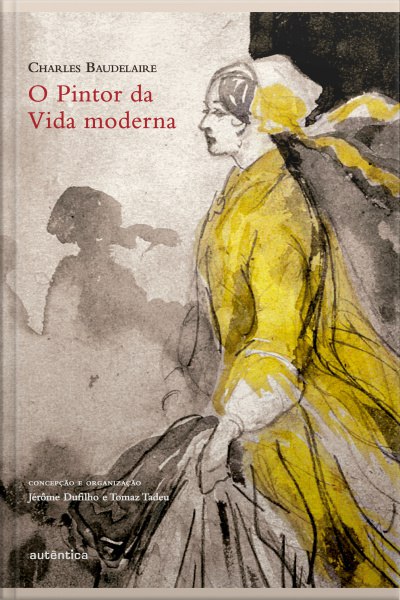 Charles Baudelaire
O Pintor da
Vida moderna
concepção e organização
Jérôme Dufilho e Tomaz Tadeu
autêntica